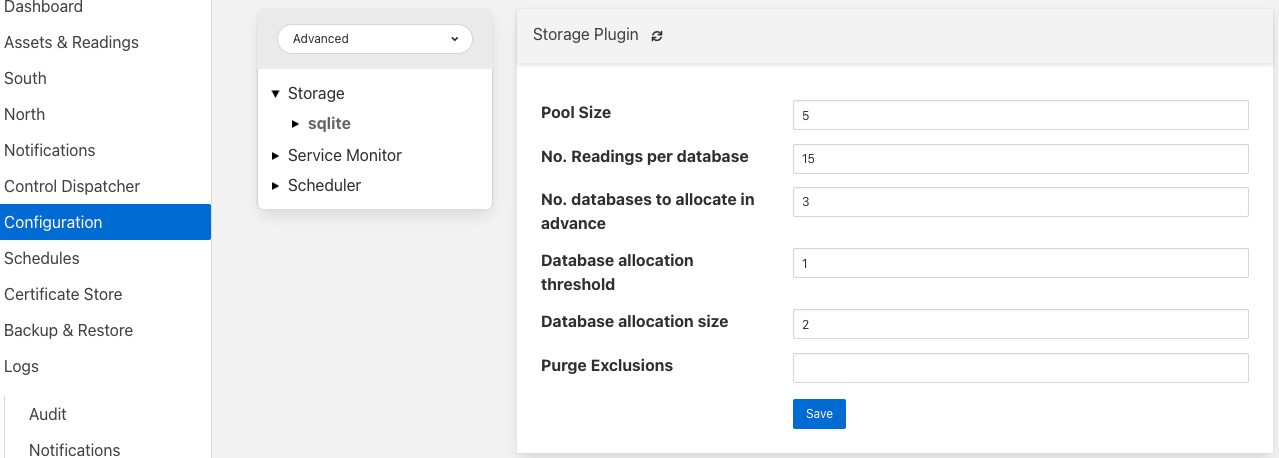 Dashboard
Assets & Readings
South
North
Notifications
Control Dispatcher
Configuration
Schedules
Certificate Store
Backup & Restore
Logs
Audit
Notifications
Advanced
Storage
sqlite
Service Monitor
Scheduler
Storage Plugin
Pool Size
5
No. Readings per database
15
No. databases to allocate in
advance
3
Database allocation
threshold
1
Database allocation size
2
Purge Exclusions
Save